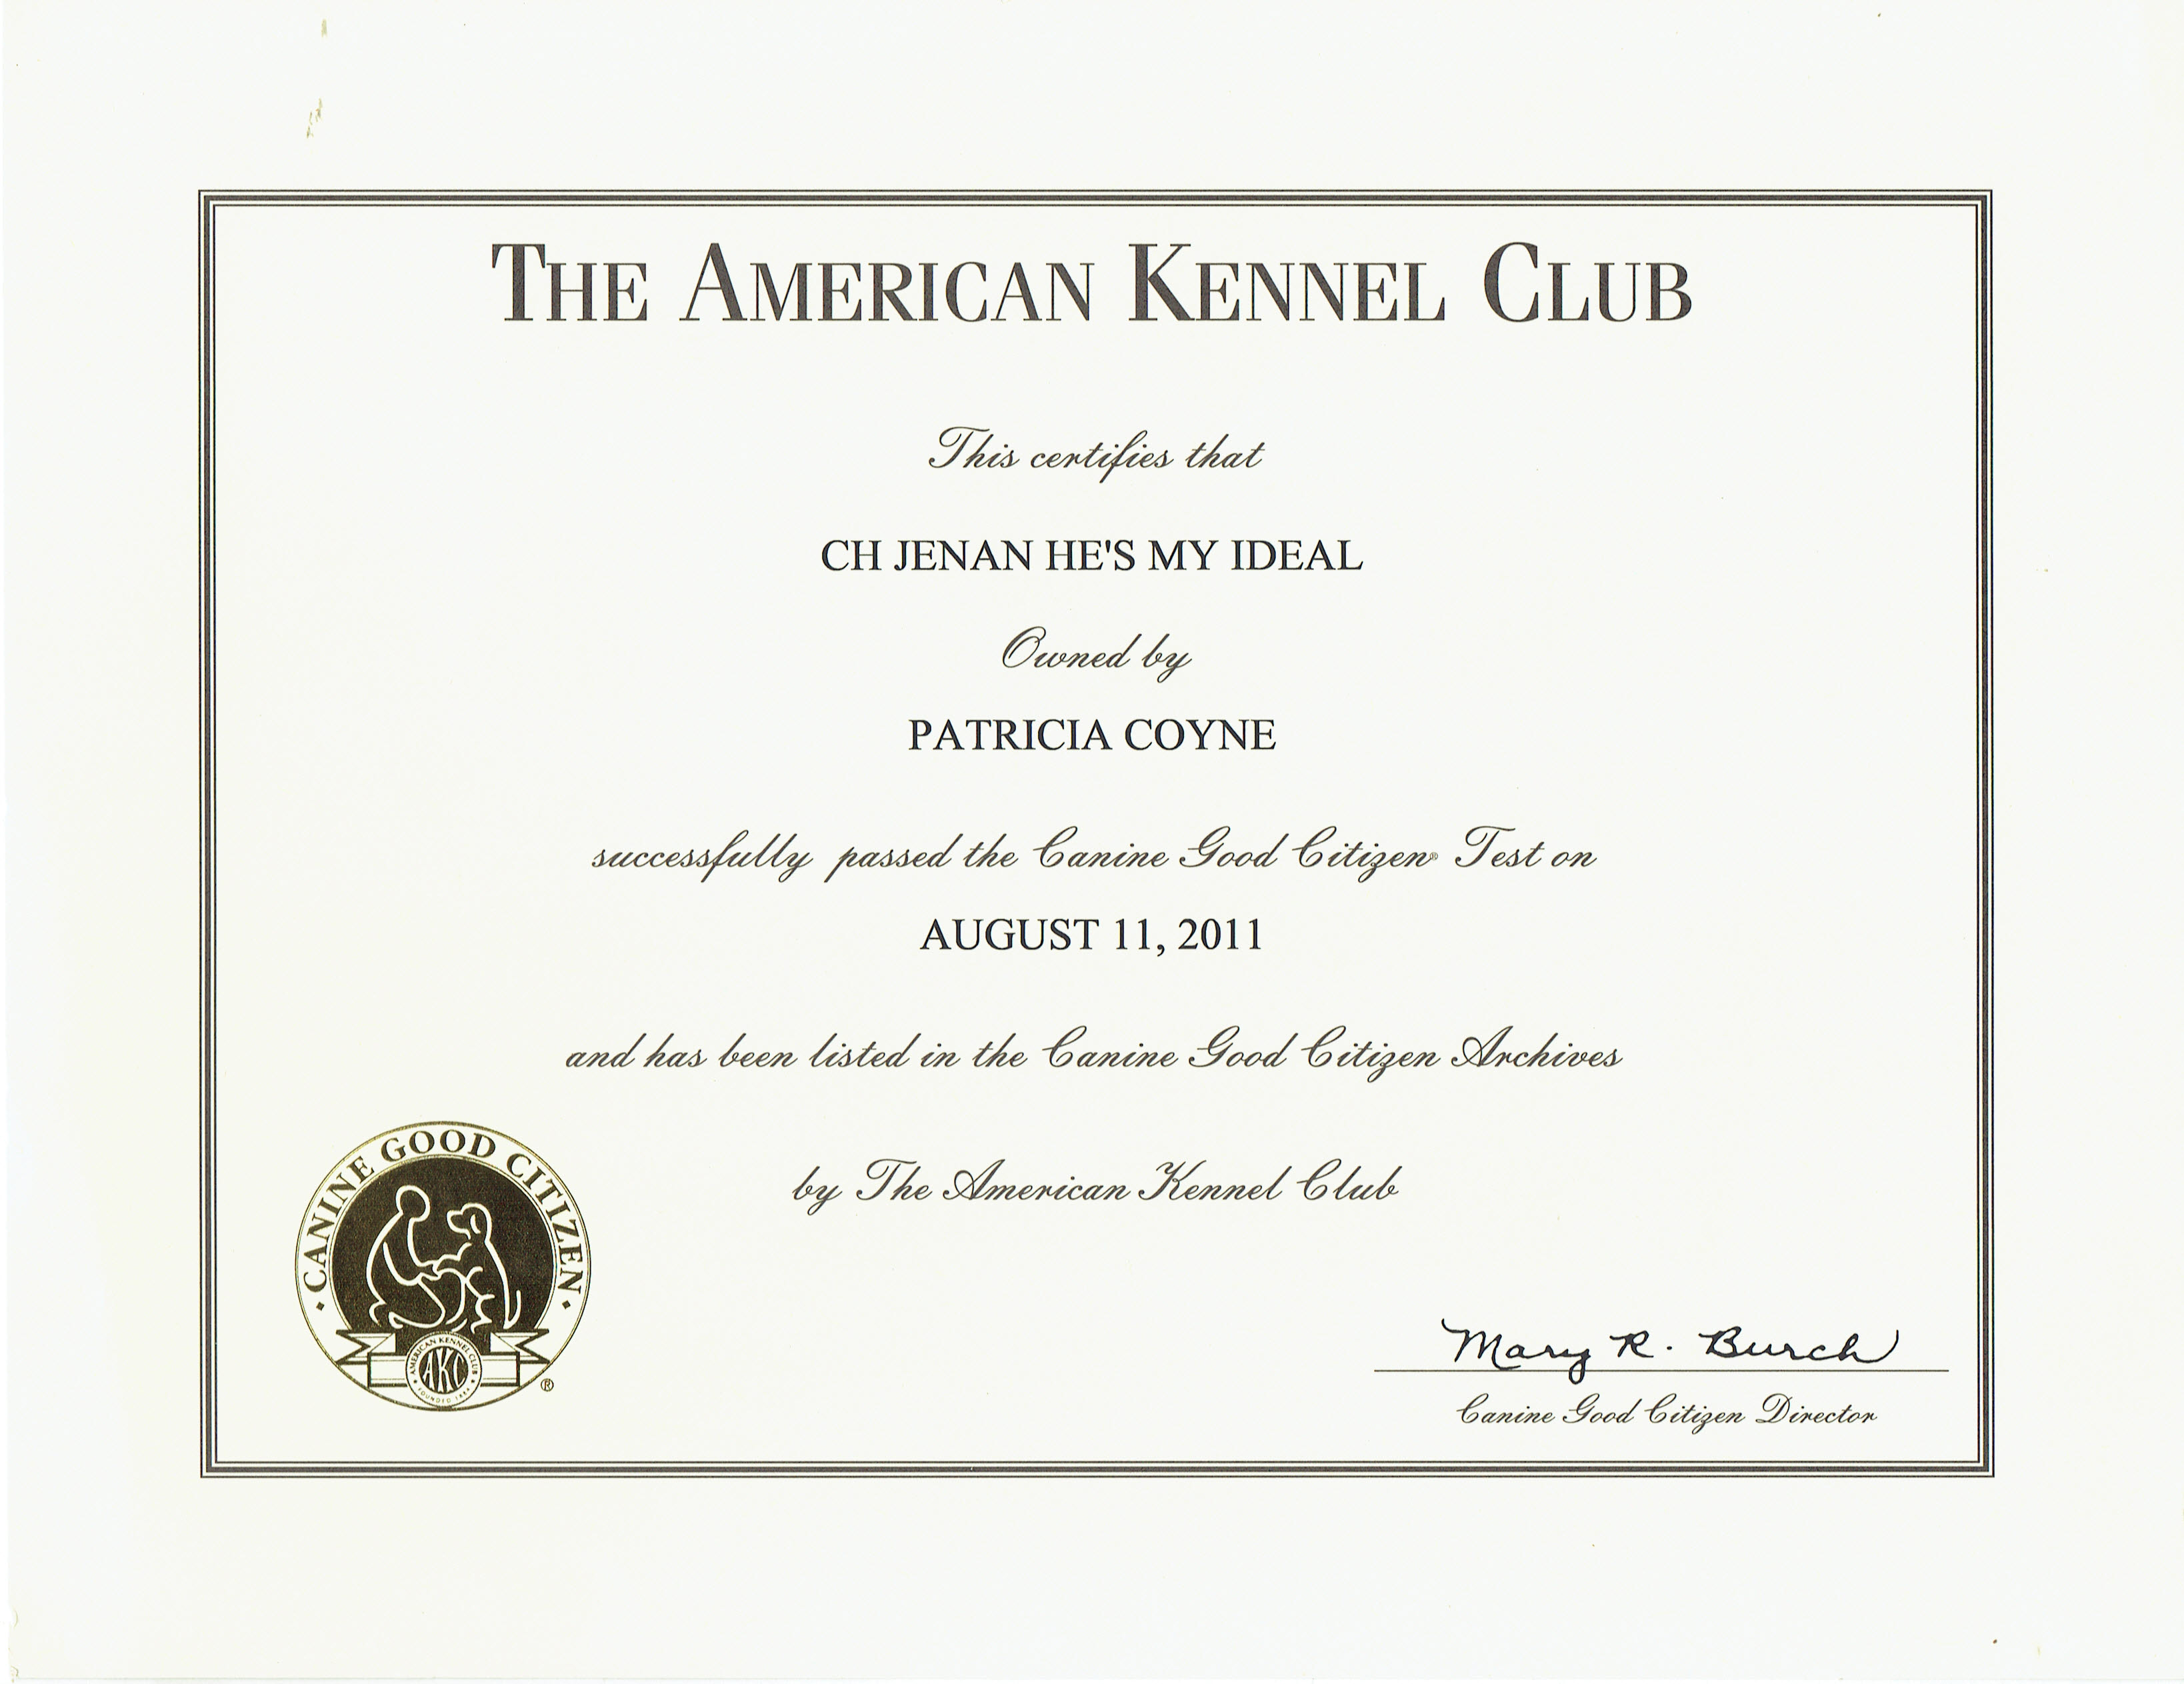 THE AMERICAN KENNEL CLUB
This certifies that
CH JENAN HE'S MY IDEAL
Owned by
PATRICIA COYNE
successfully passed the Canine Good Citizen® Test on
AUGUST 11, 2011
and has been listed in the Canine Good Citizen Archives
by The American Kennel Club
· CANINE GOOD CITIZEN ·
AMERICAN KENNEL CLUB
AKC
FOUNDED 1884
®
Mary R. Burch
Canine Good Citizen Director